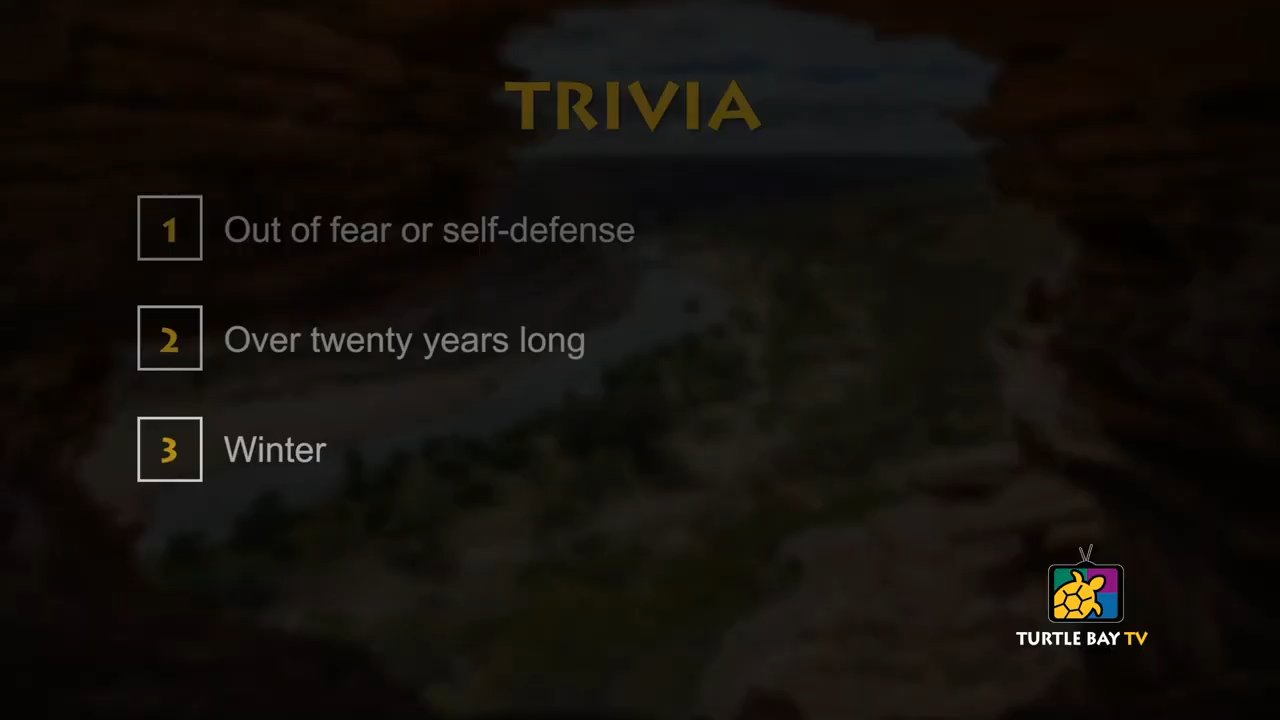 TRIVIA
1 Out of fear or self-defense
2 Over twenty years long
3 Winter
TURTLE BAY TV